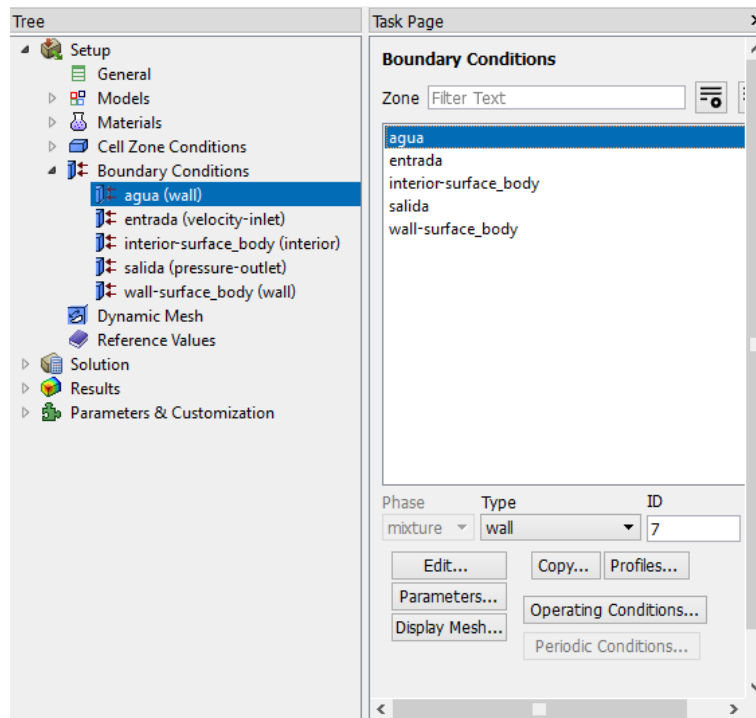 Tree
Setup
General
Models
Materials
Cell Zone Conditions
Boundary Conditions
agua (wall)
entrada (velocity-inlet)
interior-surface_body (interior)
salida (pressure-outlet)
wall-surface_body (wall)
Dynamic Mesh
Reference Values
Solution
Results
Parameters & Customization
Task Page
Boundary Conditions
Zone Filter Text
agua
entrada
interior-surface_body
salida
wall-surface_body
Phase Type ID
mixture wall 7
Edit... Copy... Profiles...
Parameters... Operating Conditions...
Display Mesh... Periodic Conditions...